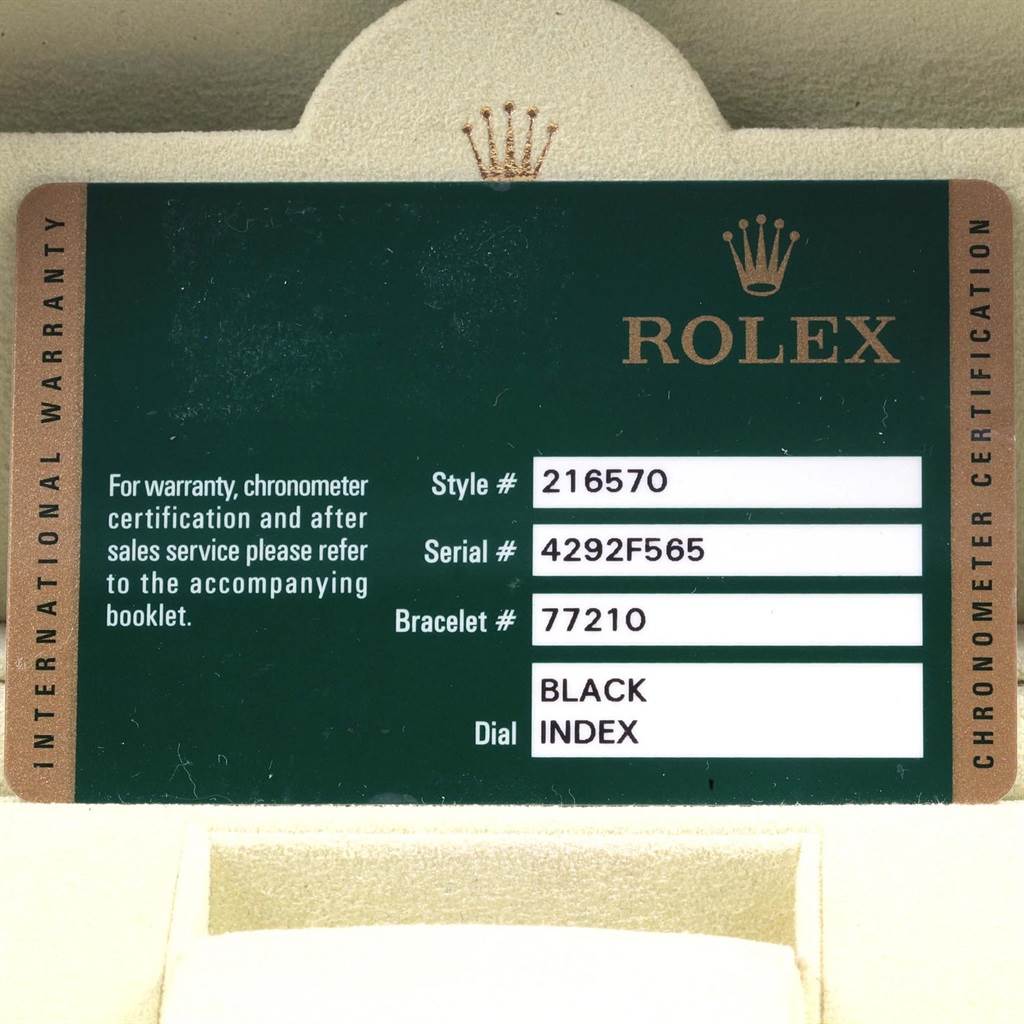 INTERNATIONAL WARRANTY
ROLEX
For warranty, chronometer
certification and after
sales service please refer
to the accompanying
booklet.
Style # 216570
Serial # 4292F565
Bracelet # 77210
Dial BLACK
INDEX
CHRONOMETER CERTIFICATION